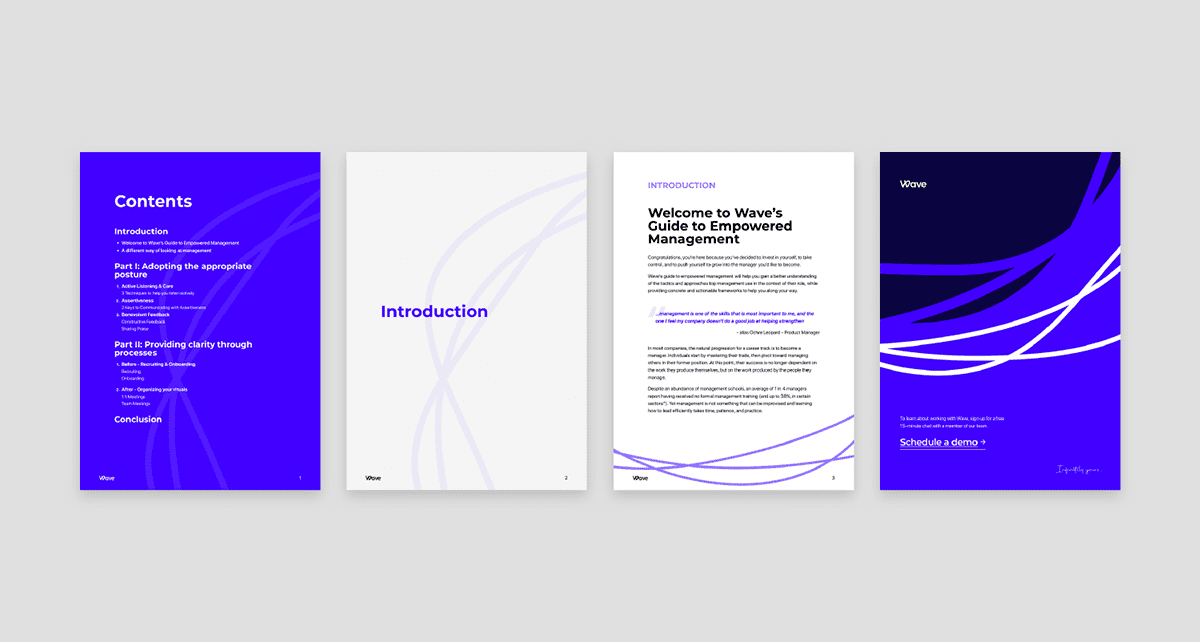 Contents
Introduction
• Welcome to Wave's Guide to Empowered Management
• A different way of looking at management
Part I: Adopting the appropriate
posture
1. Active Listening & Care
3 Techniques to help you listen actively
2. Assertiveness
3 Keys to Communicating with Assertiveness
3. Benevolent Feedback
Constructive Feedback
Sharing Praise
Part II: Providing clarity through
processes
1. Before - Recruiting & Onboarding
Recruiting
Onboarding
2. After - Organizing your rituals
1:1 Meetings
Team Meetings
Conclusion
Wave
1
Introduction
Wave
2
INTRODUCTION
Welcome to Wave's
Guide to Empowered
Management
Congratulations, you're here because you've decided to invest in yourself, to take
control, and to push yourself to grow into the manager you'd like to become.
Wave's guide to empowered management will help you gain a better understanding
of the tactics and approaches top management use in the context of their role, while
providing concrete and actionable frameworks to help you along your way.
"...management is one of the skills that is most important to me, and the
one I feel my company doesn't do a good job at helping strengthen
Ochre Leopard - Product Manager
In most companies, the natural progression for a career track is to become a
manager. Individuals start by mastering their trade, then pivot toward managing
others in their former position. At this point, their success is no longer dependent on
the work they produce themselves, but on the work produced by the people they
manage.
Despite an abundance of management schools, an average of 1 in 4 managers
report having received no formal management training (and up to 38%, in certain
sectors*). Yet management is not something that can be improvised and learning
how to lead efficiently takes time, patience, and practice.
Wave
3
Wave
To learn about working with Wave, sign up for a free
15-minute chat with a member of our team.
Schedule a demo →
Infinitely yours.